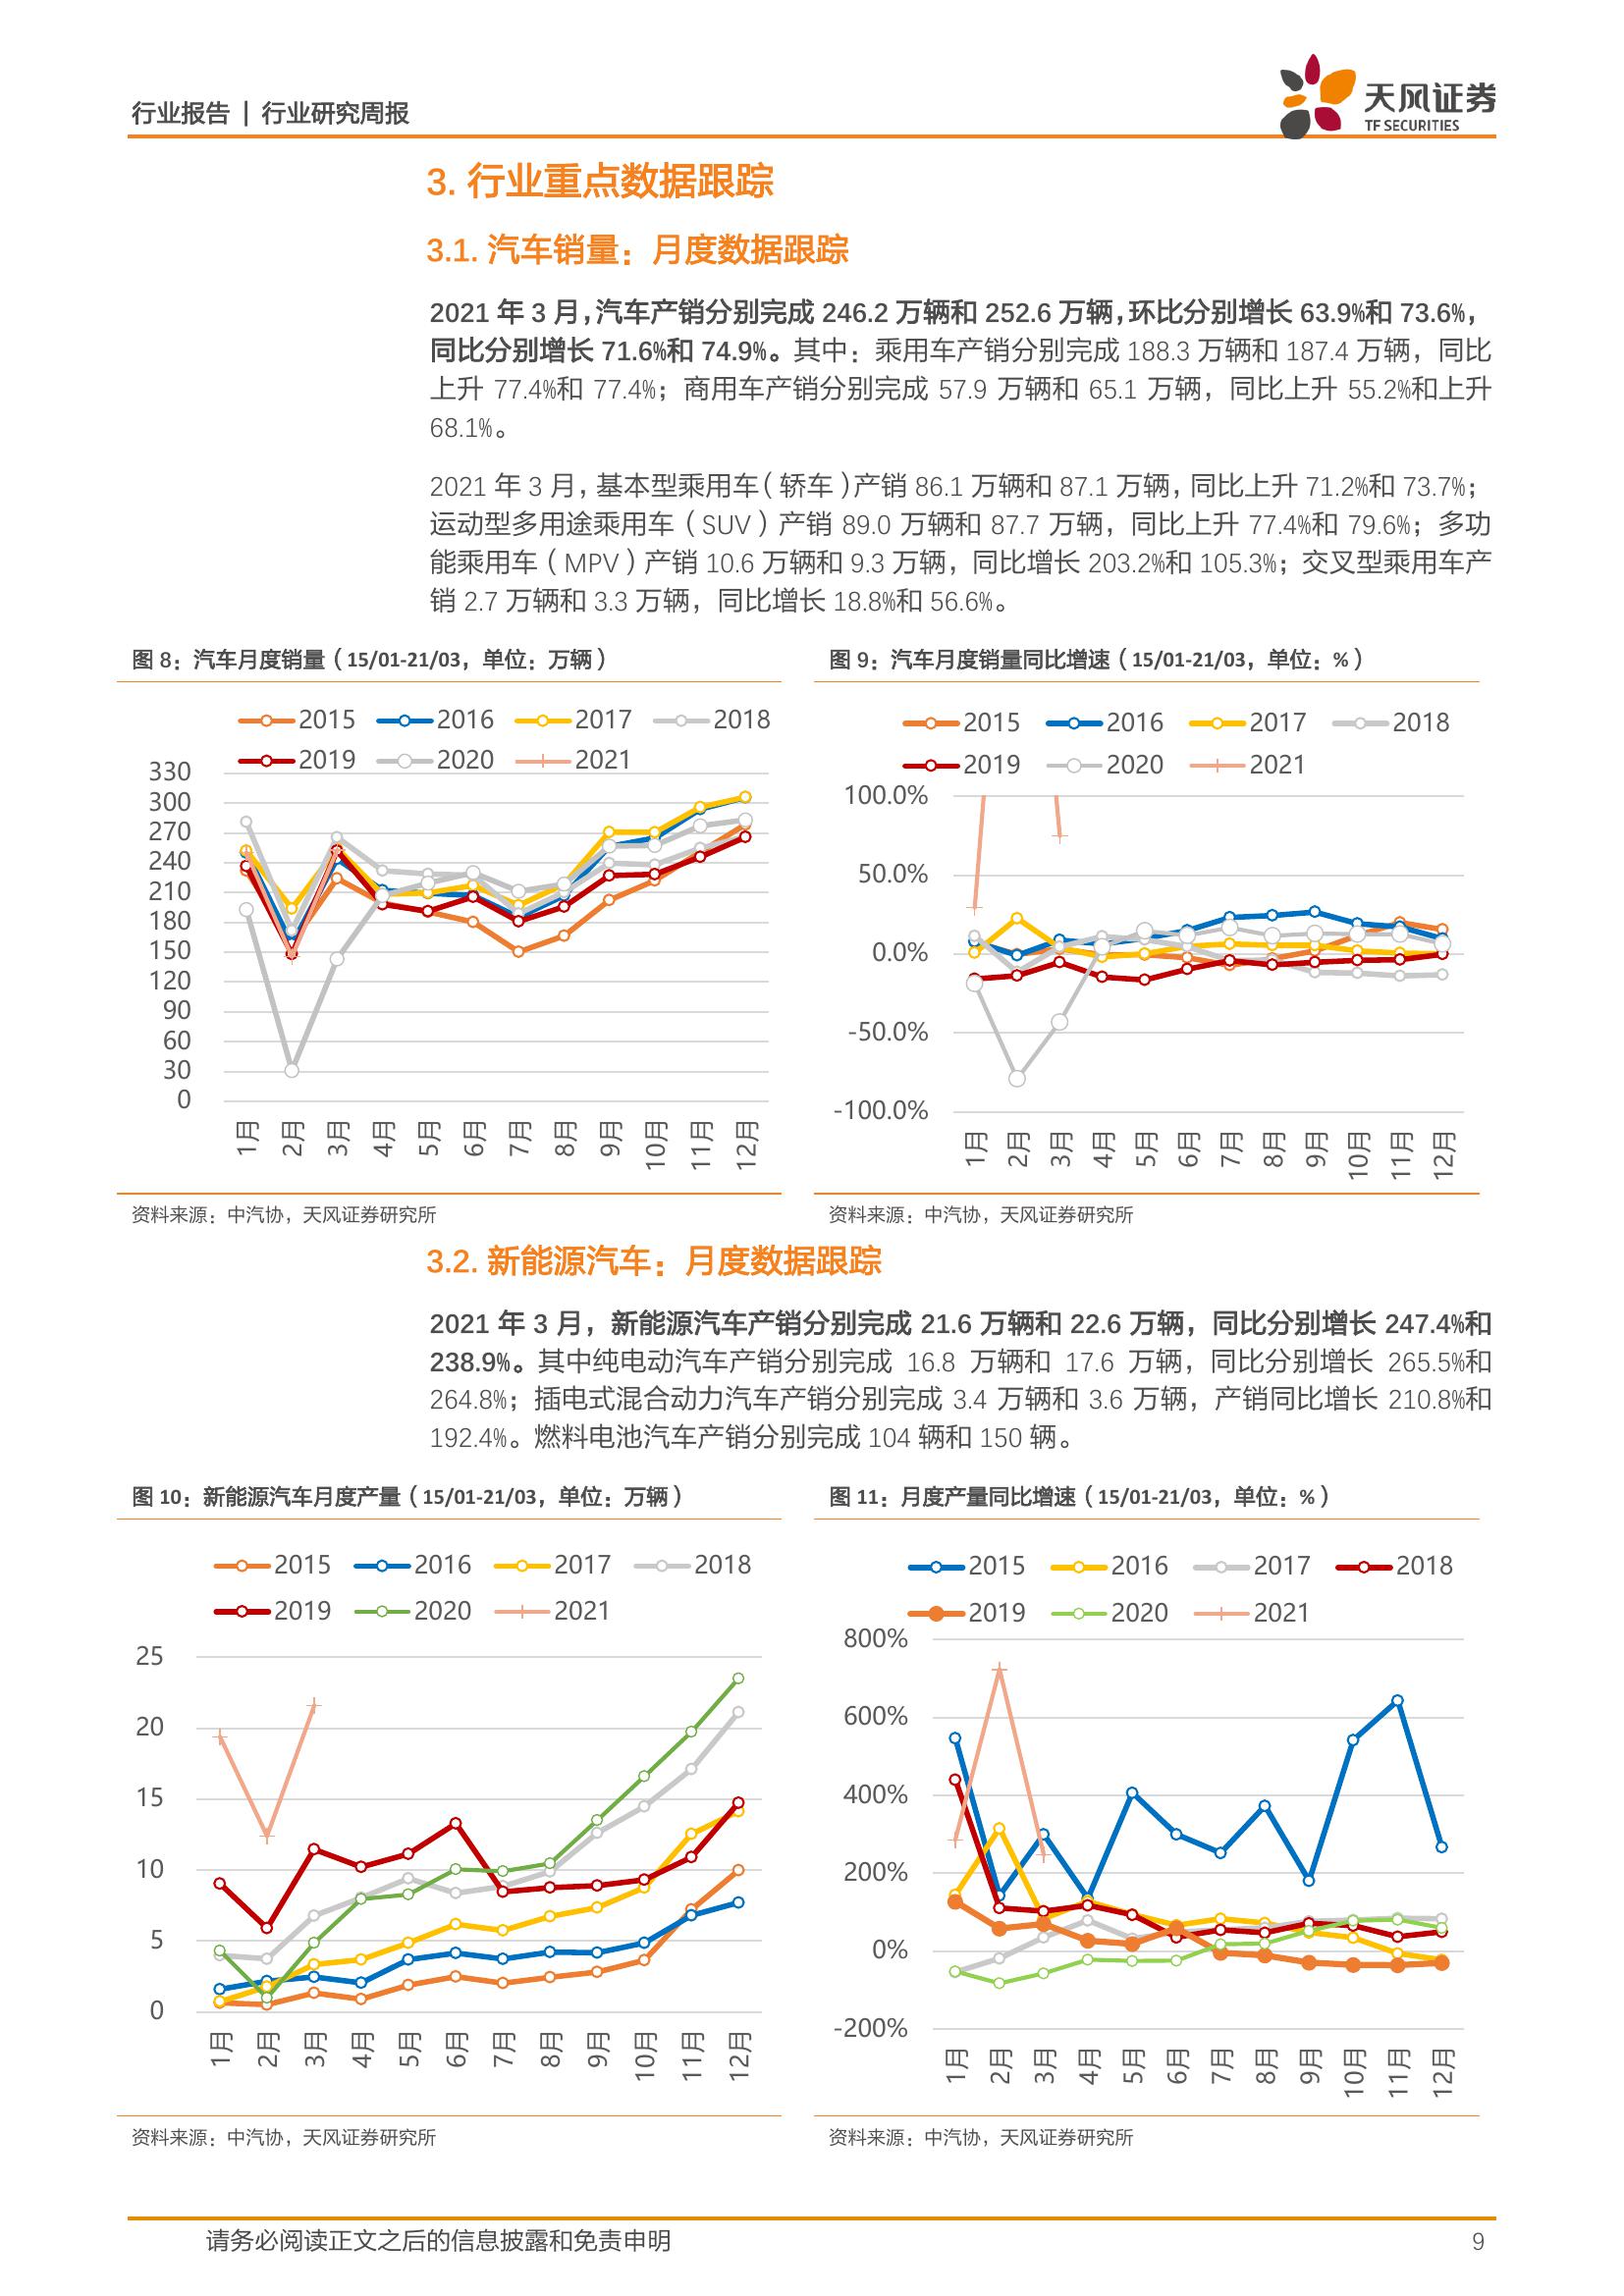 行业报告 | 行业研究周报
天风证券
TF SECURITIES
3. 行业重点数据跟踪
3.1. 汽车销量：月度数据跟踪
2021 年 3 月，汽车产销分别完成 246.2 万辆和 252.6 万辆，环比分别增长 63.9%和 73.6%，
同比分别增长 71.6%和 74.9%。其中：乘用车产销分别完成 188.3 万辆和 187.4 万辆，同比
上升 77.4%和 77.4%；商用车产销分别完成 57.9 万辆和 65.1 万辆，同比上升 55.2%和上升
68.1%。
2021 年 3 月，基本型乘用车（轿车）产销 86.1 万辆和 87.1 万辆，同比上升 71.2%和 73.7%；
运动型多用途乘用车（SUV）产销 89.0 万辆和 87.7 万辆，同比上升 77.4%和 79.6%；多功
能乘用车（MPV）产销 10.6 万辆和 9.3 万辆，同比增长 203.2%和 105.3%；交叉型乘用车产
销 2.7 万辆和 3.3 万辆，同比增长 18.8%和 56.6%。
图 8：汽车月度销量（15/01-21/03，单位：万辆）
2015 2016 2017 2018
2019 2020 2021
330
300
270
240
210
180
150
120
90
60
30
0
1月 2月 3月 4月 5月 6月 7月 8月 9月 10月 11月 12月
资料来源：中汽协，天风证券研究所
图 9：汽车月度销量同比增速（15/01-21/03，单位：%）
2015 2016 2017 2018
2019 2020 2021
100.0%
50.0%
0.0%
-50.0%
-100.0%
1月 2月 3月 4月 5月 6月 7月 8月 9月 10月 11月 12月
资料来源：中汽协，天风证券研究所
3.2. 新能源汽车：月度数据跟踪
2021 年 3 月，新能源汽车产销分别完成 21.6 万辆和 22.6 万辆，同比分别增长 247.4%和
238.9%。其中纯电动汽车产销分别完成 16.8 万辆和 17.6 万辆，同比分别增长 265.5%和
264.8%；插电式混合动力汽车产销分别完成 3.4 万辆和 3.6 万辆，产销同比增长 210.8%和
192.4%。燃料电池汽车产销分别完成 104 辆和 150 辆。
图 10：新能源汽车月度产量（15/01-21/03，单位：万辆）
2015 2016 2017 2018
2019 2020 2021
25
20
15
10
5
0
1月 2月 3月 4月 5月 6月 7月 8月 9月 10月 11月 12月
资料来源：中汽协，天风证券研究所
图 11：月度产量同比增速（15/01-21/03，单位：%）
2015 2016 2017 2018
2019 2020 2021
800%
600%
400%
200%
0%
-200%
1月 2月 3月 4月 5月 6月 7月 8月 9月 10月 11月 12月
资料来源：中汽协，天风证券研究所
请务必阅读正文之后的信息披露和免责申明
9